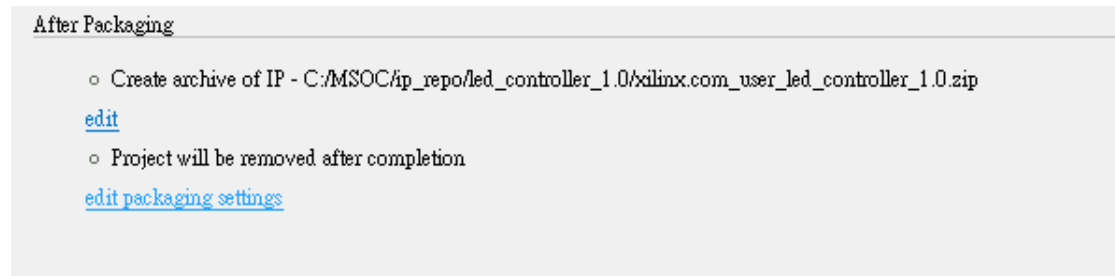 After Packaging
Create archive of IP - C:/MSOC/ip_repo/led_controller_1.0/xilinx.com_user_led_controller_1.0.zip
edit
Project will be removed after completion
edit packaging settings